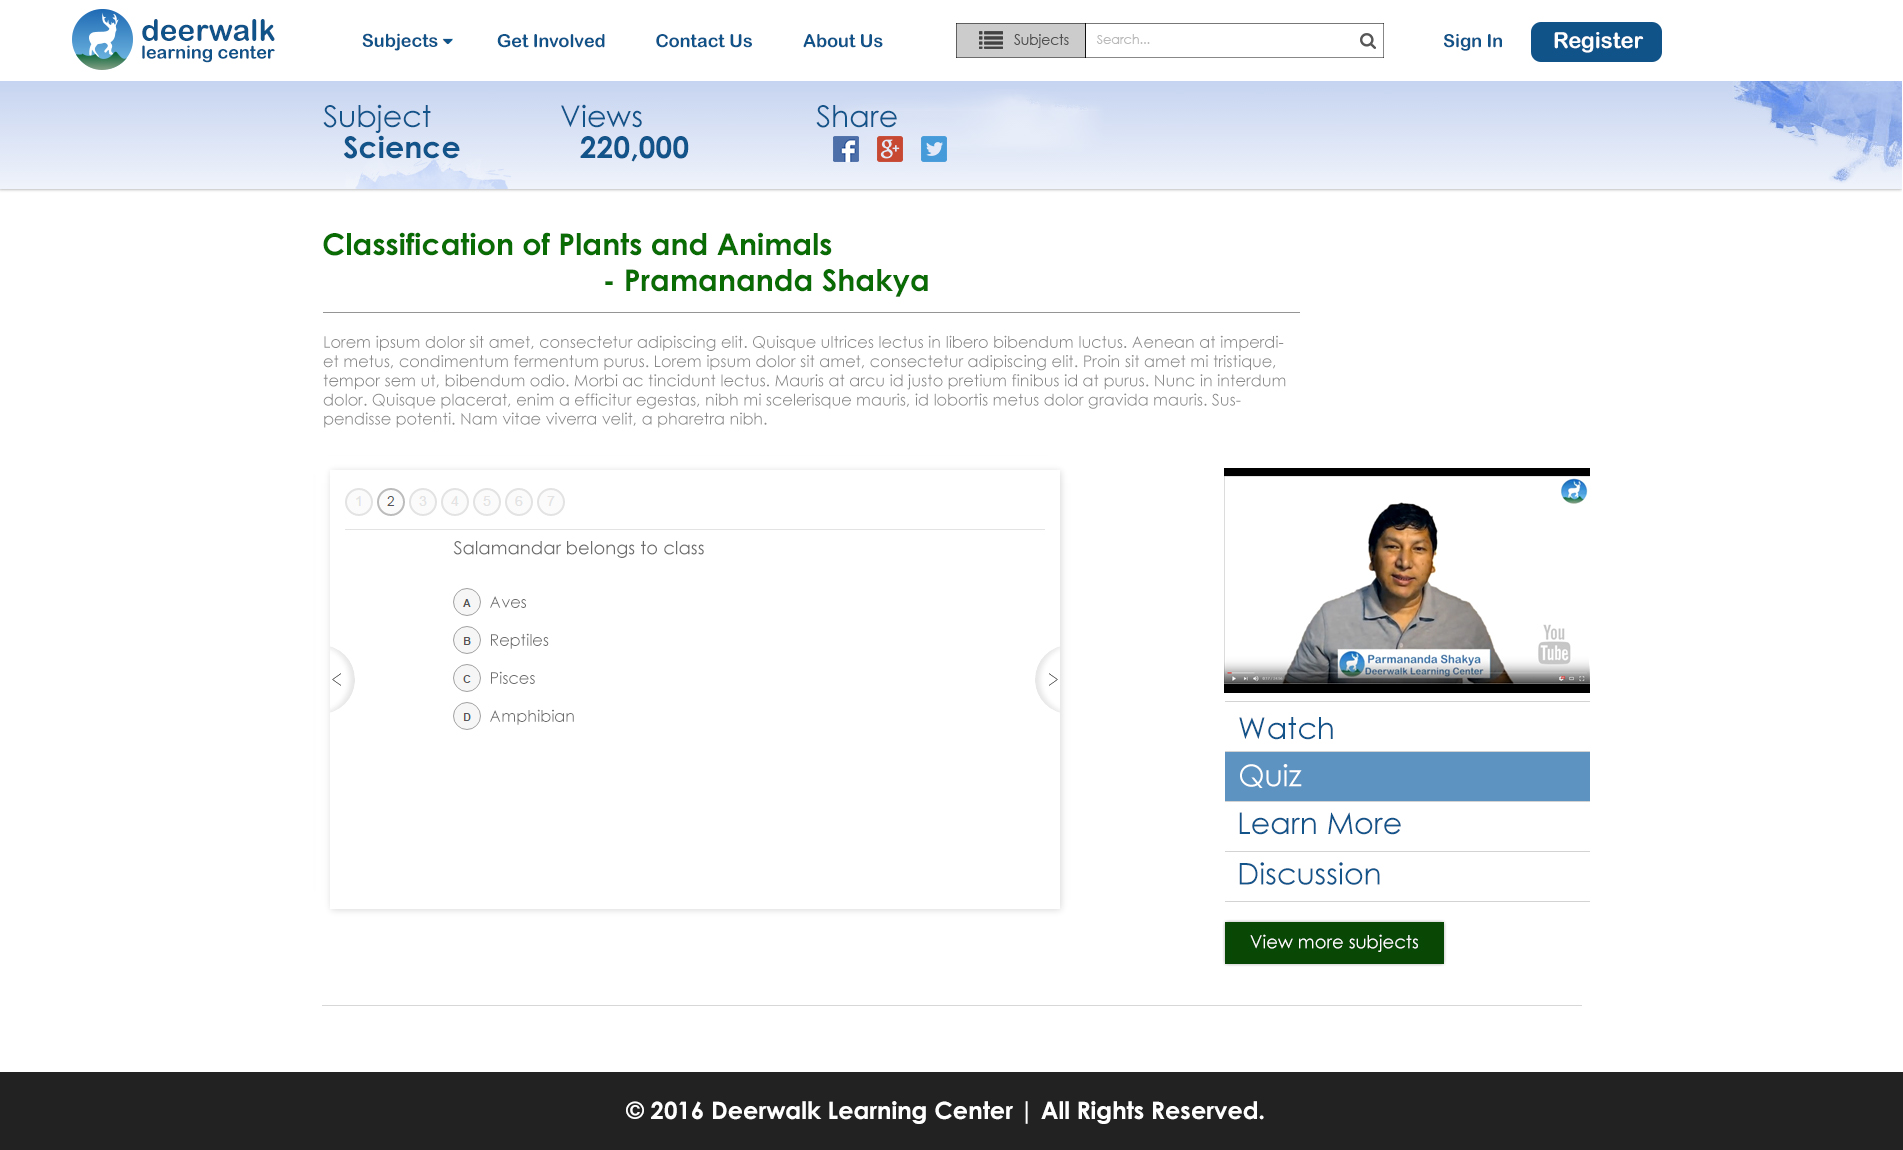 deerwalk
learning center
Subjects
Get Involved
Contact Us
About Us
Subjects
Search...
Sign In
Register
Subject
Science
Views
220,000
Share
Classification of Plants and Animals
- Pramananda Shakya
Lorem ipsum dolor sit amet, consectetur adipiscing elit. Quisque ultrices lectus in libero bibendum luctus. Aenean at imperdi-
et metus, condimentum fermentum purus. Lorem ipsum dolor sit amet, consectetur adipiscing elit. Proin sit amet mi tristique,
tempor sem ut, bibendum odio. Morbi ac tincidunt lectus. Mauris at arcu id justo pretium finibus id at purus. Nunc in interdum
dolor. Quisque placerat, enim a efficitur egestas, nibh mi scelerisque mauris, id lobortis metus dolor gravida mauris. Sus-
pendisse potenti. Nam vitae viverra velit, a pharetra nibh.
1 2 3 4 5 6 7
Salamandar belongs to class
A Aves
B Reptiles
C Pisces
D Amphibian
< >
You
Tube
Parmananda Shakya
Deerwalk Learning Center
Watch
Quiz
Learn More
Discussion
View more subjects
© 2016 Deerwalk Learning Center | All Rights Reserved.